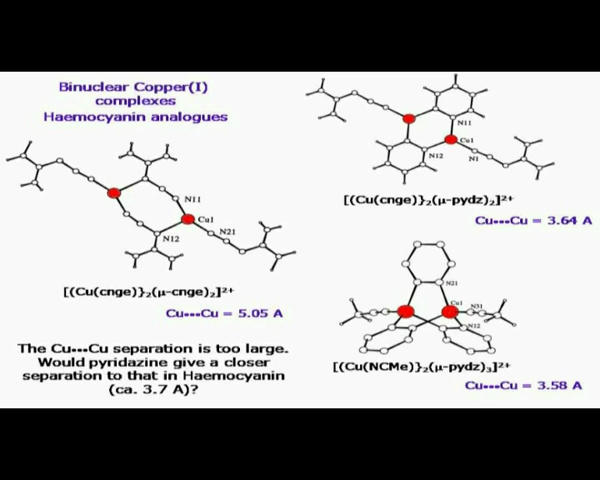 Binuclear Copper(I)
complexes
Haemocyanin analogues
N11
Cu1
N21
N12
[(Cu(cnge)}₂(μ-cnge)₂]²⁺
Cu•••Cu = 5.05 A
The Cu•••Cu separation is too large.
Would pyridazine give a closer
separation to that in Haemocyanin
(ca. 3.7 A)?
N11
Cu1
N12
N1
[(Cu(cnge)}₂(μ-pydz)₂]²⁺
Cu•••Cu = 3.64 A
N21
Cu1
N31
N12
[(Cu(NCMe)}₂(μ-pydz)₃]²⁺
Cu•••Cu = 3.58 A